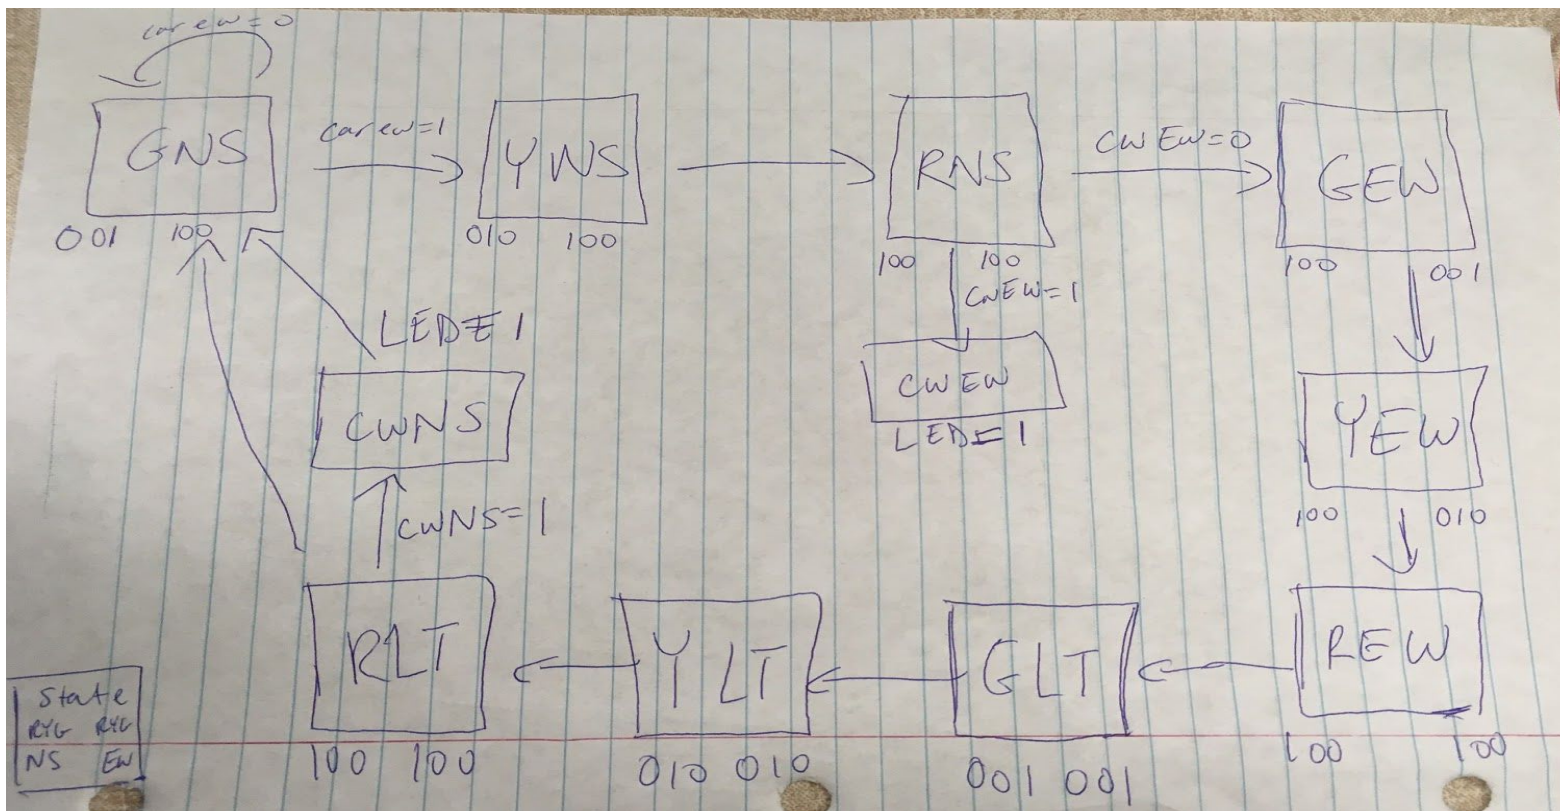 carew=0
GNS
001 100
carew=1
YNS
010 100
RNS
100 100
CWEW=0
GEW
100 001
CWEW=1
CWEW
LED=1
YEW
100 010
REW
100 100
GLT
001 001
YLT
010 010
RLT
100 100
CWNS=1
CWNS
LED=1
State
RYG RYG
NS EW